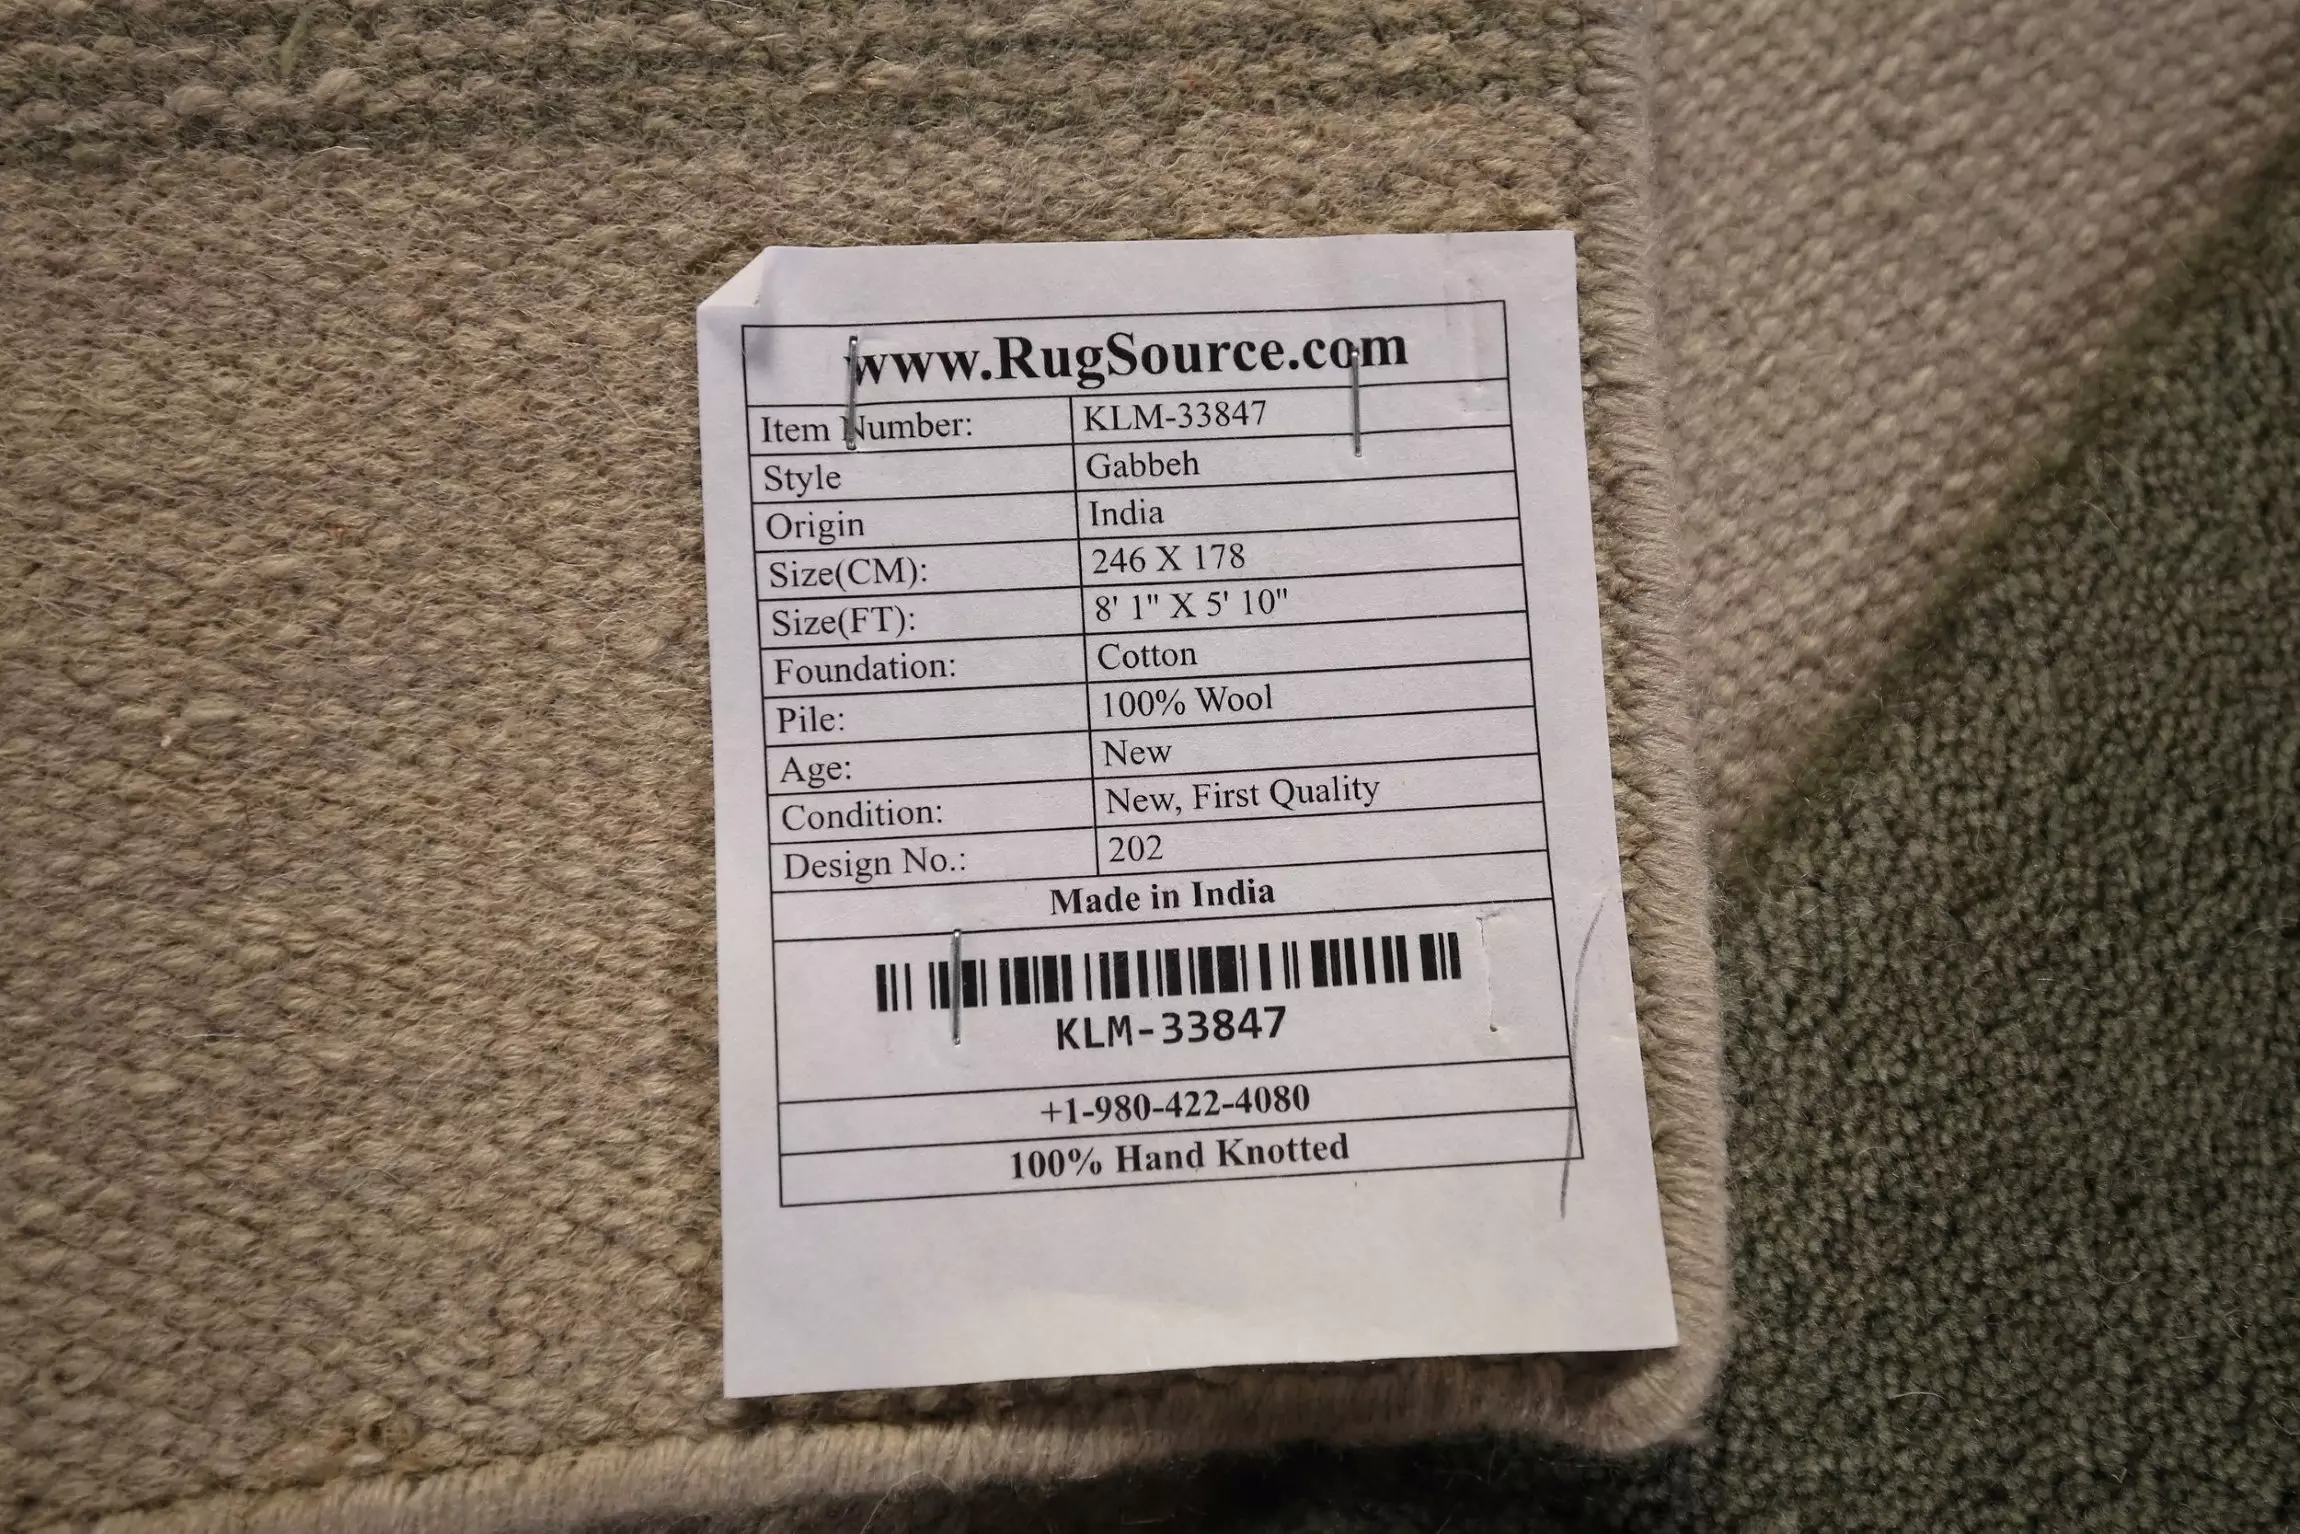 www.RugSource.com
Item Number: KLM-33847
Style Gabbeh
Origin India
Size(CM): 246 X 178
Size(FT): 8' 1" X 5' 10"
Foundation: Cotton
Pile: 100% Wool
Age: New
Condition: New, First Quality
Design No.: 202
Made in India
KLM-33847
+1-980-422-4080
100% Hand Knotted